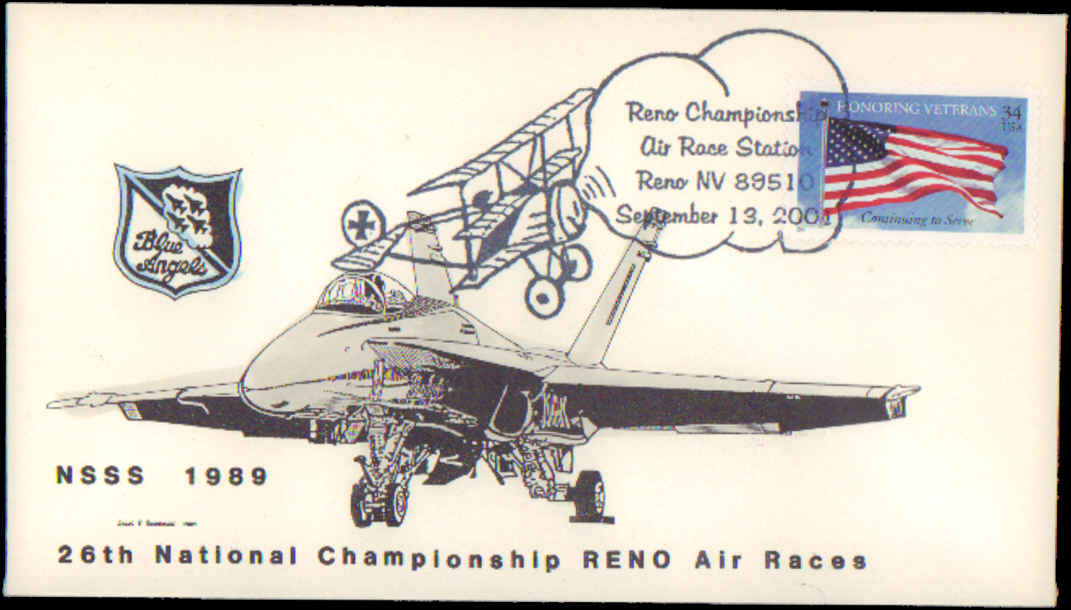 Reno Championship
Air Race Station
Reno NV 89510
September 13, 2001
HONORING VETERANS 34
USA
Continuing to Serve
Blue
Angels
NSSS 1989
26th National Championship RENO Air Races